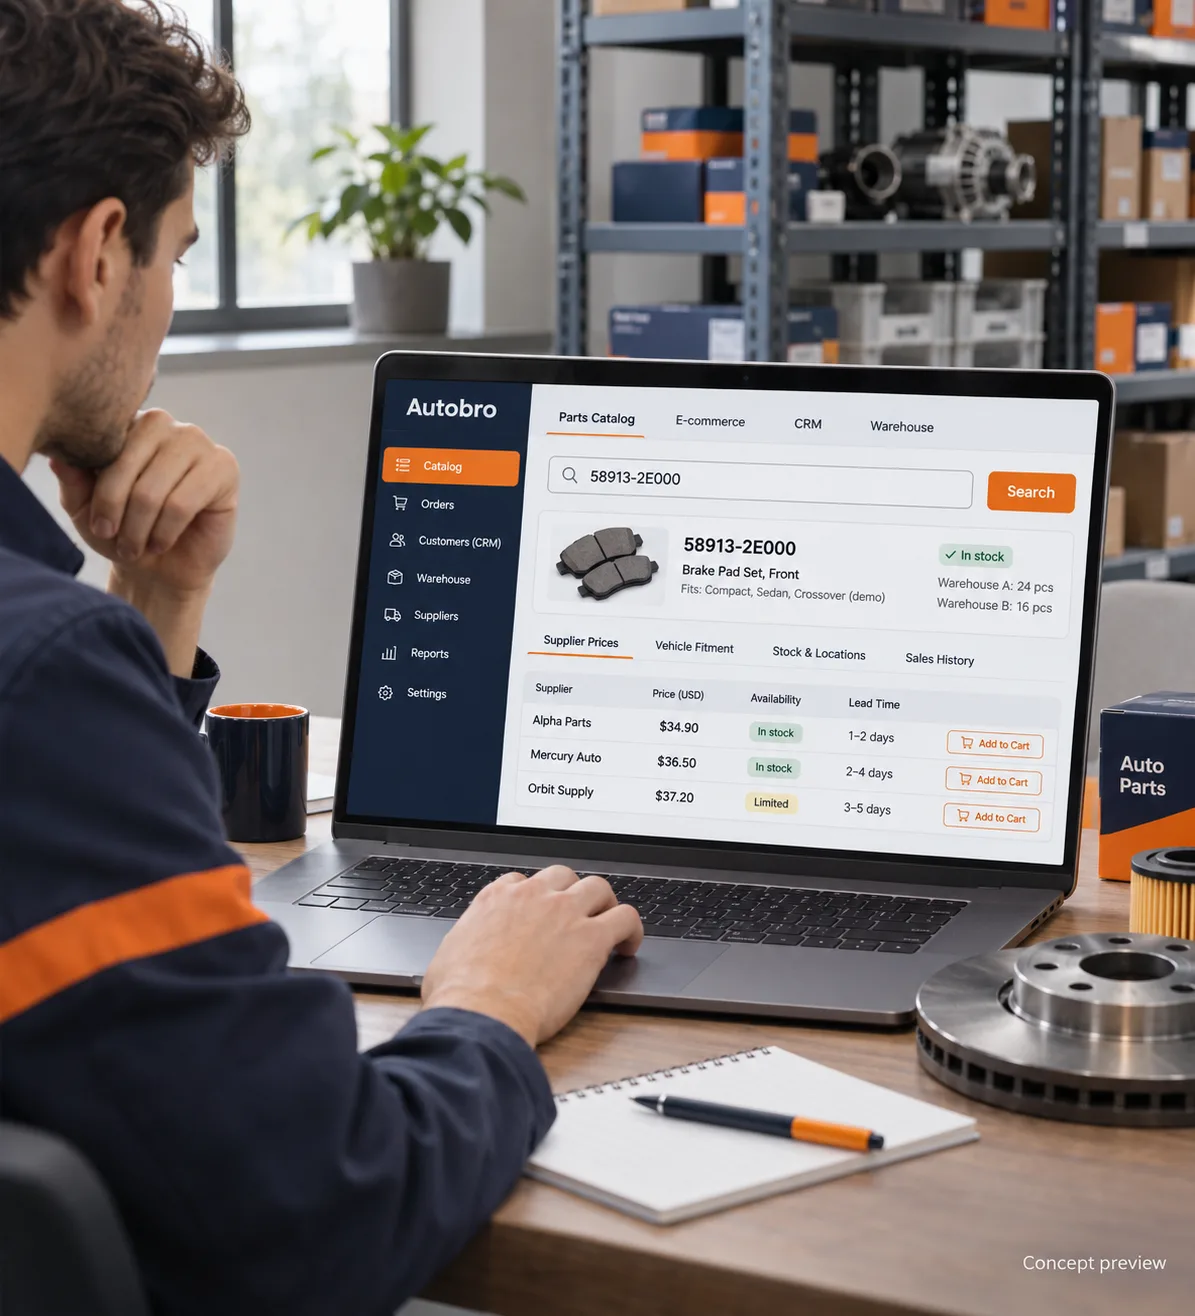 Autobro
Catalog
Orders
Customers (CRM)
Warehouse
Suppliers
Reports
Settings
Parts Catalog
E-commerce
CRM
Warehouse
58913-2E000
Search
58913-2E000
Brake Pad Set, Front
Fits: Compact, Sedan, Crossover (demo)
In stock
Warehouse A: 24 pcs
Warehouse B: 16 pcs
Supplier Prices
Vehicle Fitment
Stock & Locations
Sales History
Supplier Price (USD) Availability Lead Time
Alpha Parts $34.90 In stock 1-2 days Add to Cart
Mercury Auto $36.50 In stock 2-4 days Add to Cart
Orbit Supply $37.20 Limited 3-5 days Add to Cart
Auto
Parts
Concept preview